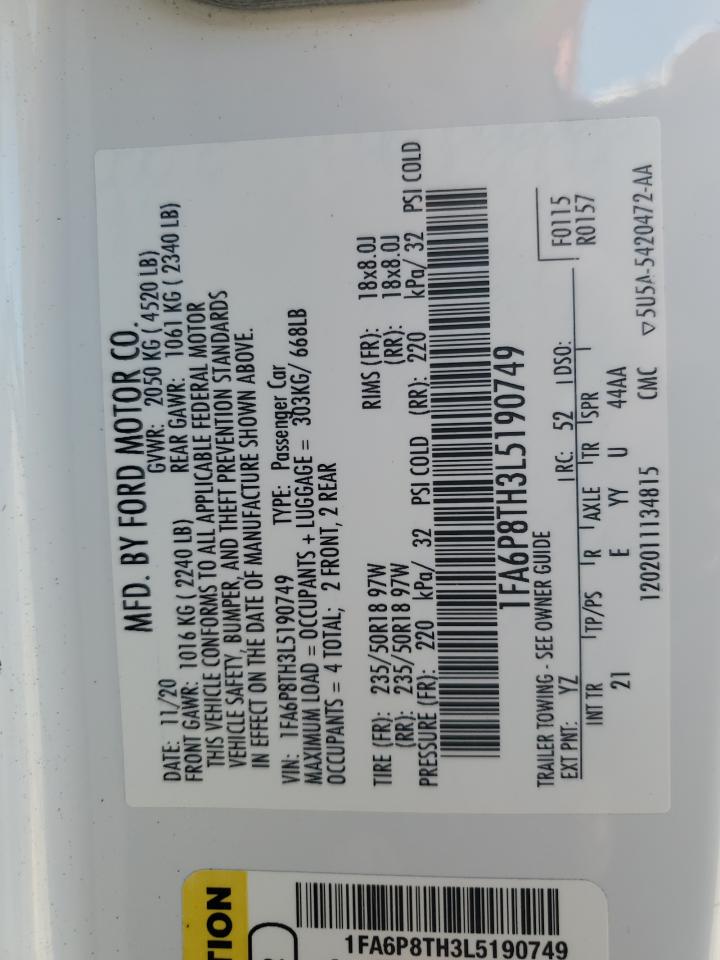 MFD. BY FORD MOTOR CO.
DATE: 11/20 GVWR: 2050 KG ( 4520 LB)
FRONT GAWR: 1016 KG ( 2240 LB) REAR GAWR: 1061 KG ( 2340 LB)
THIS VEHICLE CONFORMS TO ALL APPLICABLE FEDERAL MOTOR
VEHICLE SAFETY, BUMPER, AND THEFT PREVENTION STANDARDS
IN EFFECT ON THE DATE OF MANUFACTURE SHOWN ABOVE.
VIN: 1FA6P8TH3L5190749 TYPE: Passenger Car
MAXIMUM LOAD = OCCUPANTS + LUGGAGE = 303KG/ 668LB
OCCUPANTS = 4 TOTAL; 2 FRONT, 2 REAR
TIRE (FR): 235/50R18 97W RIMS (FR): 18x8.0J
(RR): 235/50R18 97W (RR): 18x8.0J
PRESSURE (FR): 220 kPa/ 32 PSI COLD (RR): 220 kPa/ 32 PSI COLD
1FA6P8TH3L5190749
TRAILER TOWING - SEE OWNER GUIDE
F0115
R0157
EXT PNT: YZ RC: 52 DSO:
INT TR TP/PS R AXLE TR SPR
21 E YY U 44AA
1202011134815 CMC ▽5U5A-5420472-AA
TION
1FA6P8TH3L5190749